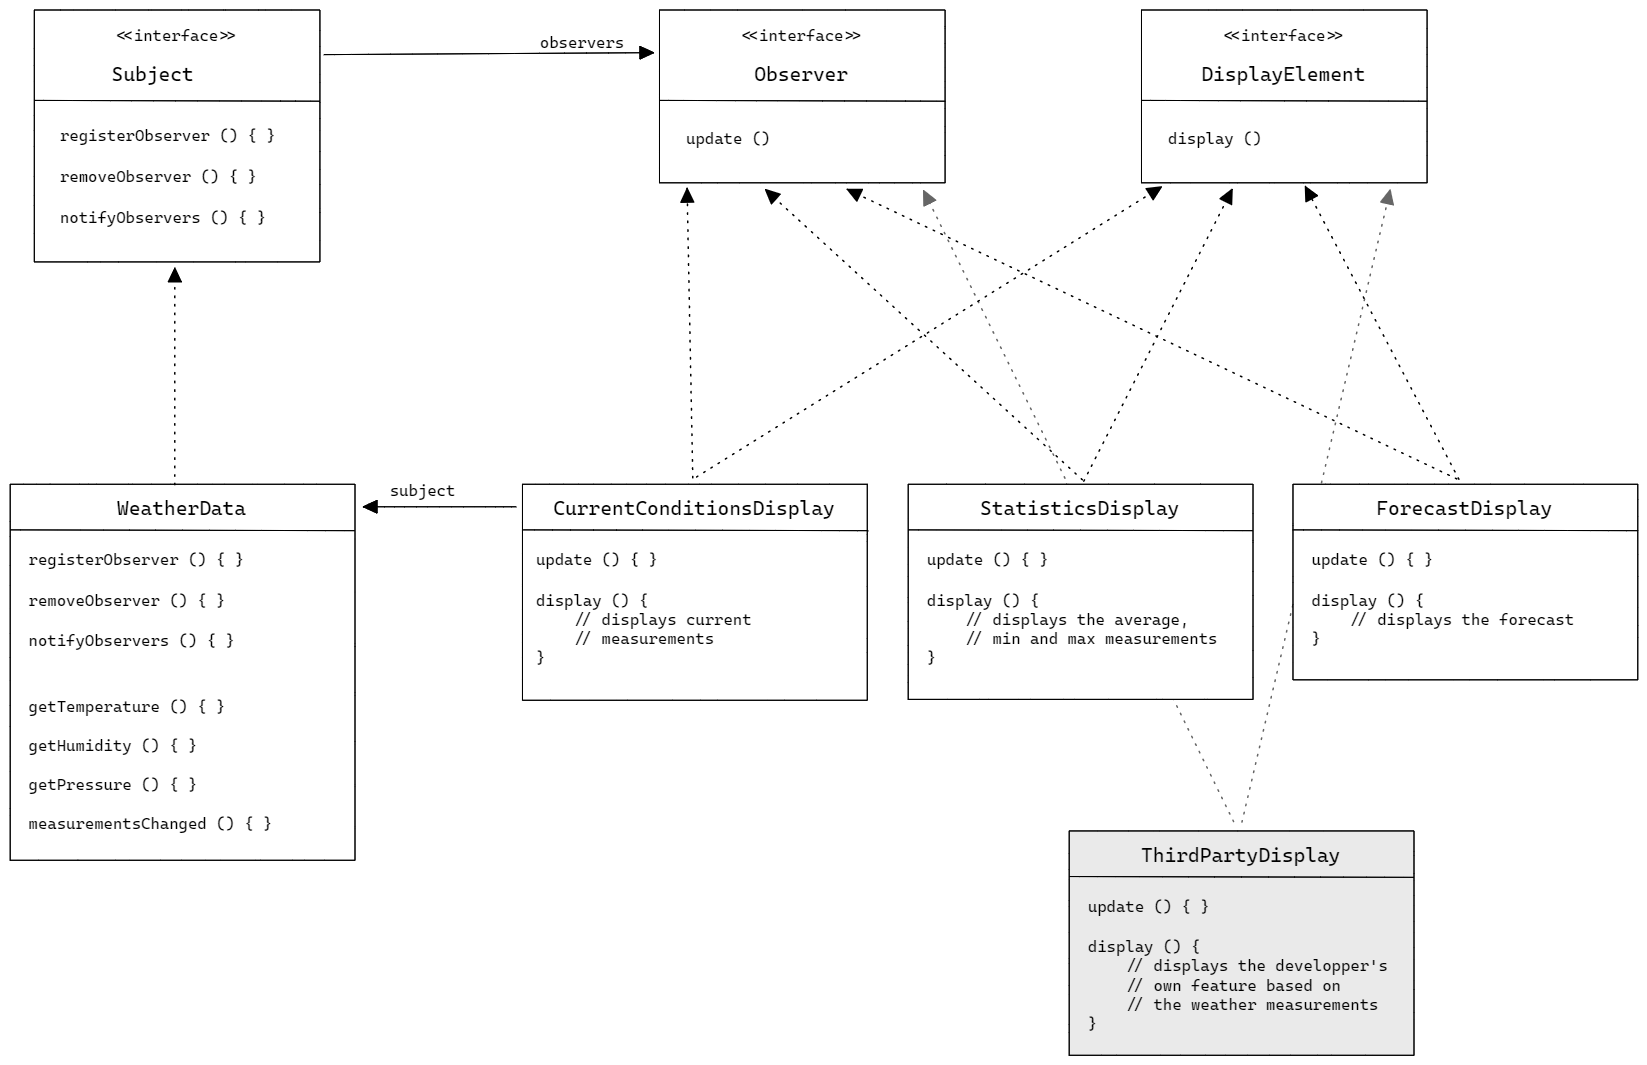 <<interface>>
Subject
registerObserver () { }
removeObserver () { }
notifyObservers () { }
observers
<<interface>>
Observer
update ()
<<interface>>
DisplayElement
display ()
WeatherData
registerObserver () { }
removeObserver () { }
notifyObservers () { }
getTemperature () { }
getHumidity () { }
getPressure () { }
measurementsChanged () { }
subject
CurrentConditionsDisplay
update () { }
display () {
// displays current
// measurements
}
StatisticsDisplay
update () { }
display () {
// displays the average,
// min and max measurements
}
ForecastDisplay
update () { }
display () {
// displays the forecast
}
ThirdPartyDisplay
update () { }
display () {
// displays the developper's
// own feature based on
// the weather measurements
}